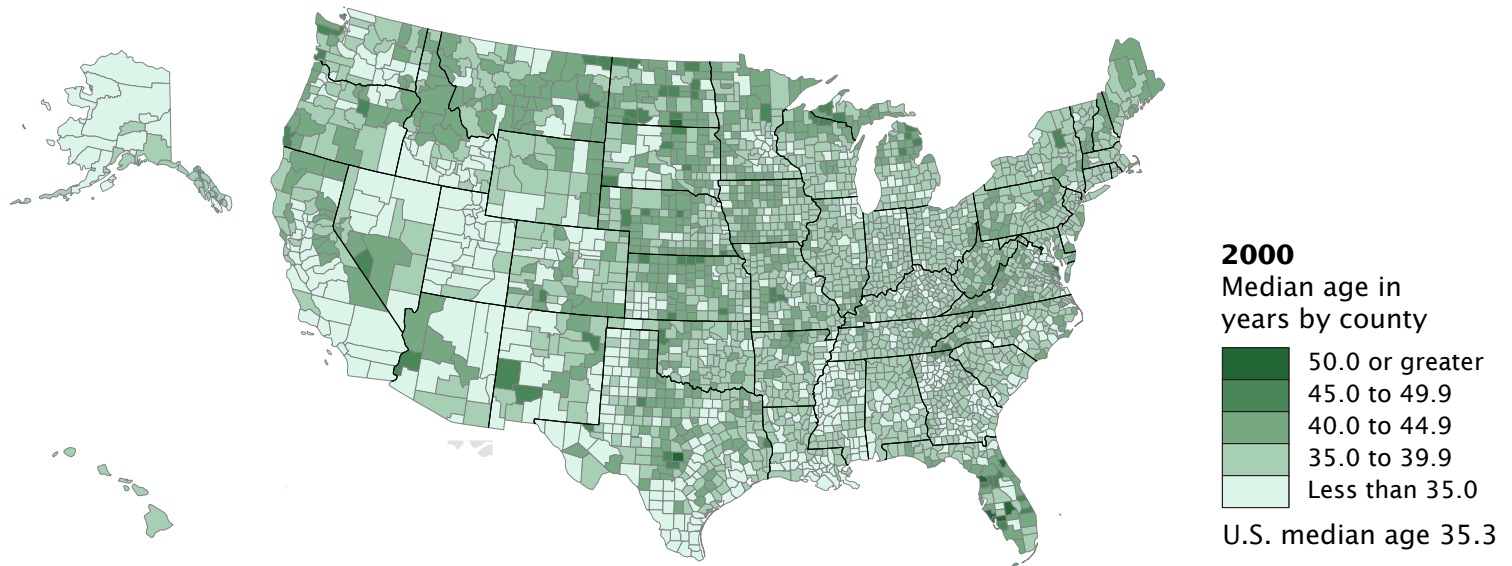 2000
Median age in
years by county
50.0 or greater
45.0 to 49.9
40.0 to 44.9
35.0 to 39.9
Less than 35.0
U.S. median age 35.3